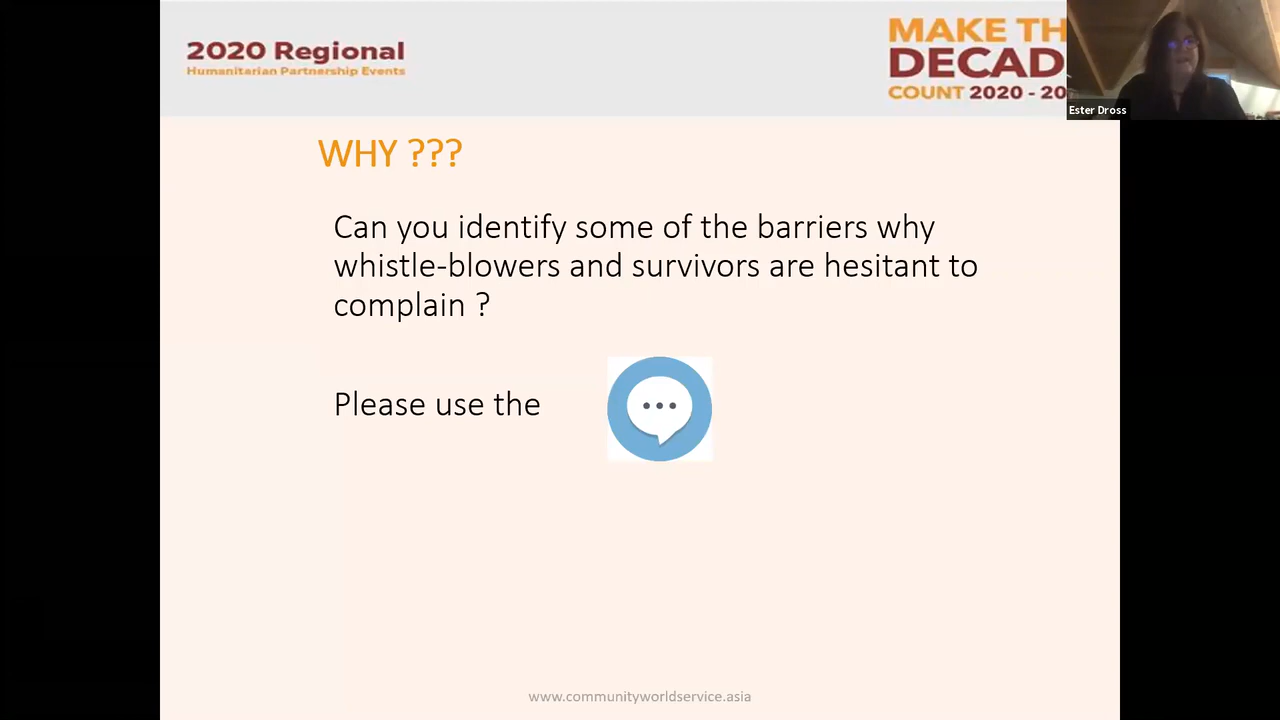 2020 Regional
Humanitarian Partnership Events
MAKE TH
DECAD
COUNT 2020 - 20
Ester Dross
WHY ???
Can you identify some of the barriers why
whistle-blowers and survivors are hesitant to
complain ?
Please use the
www.communityworldservice.asia